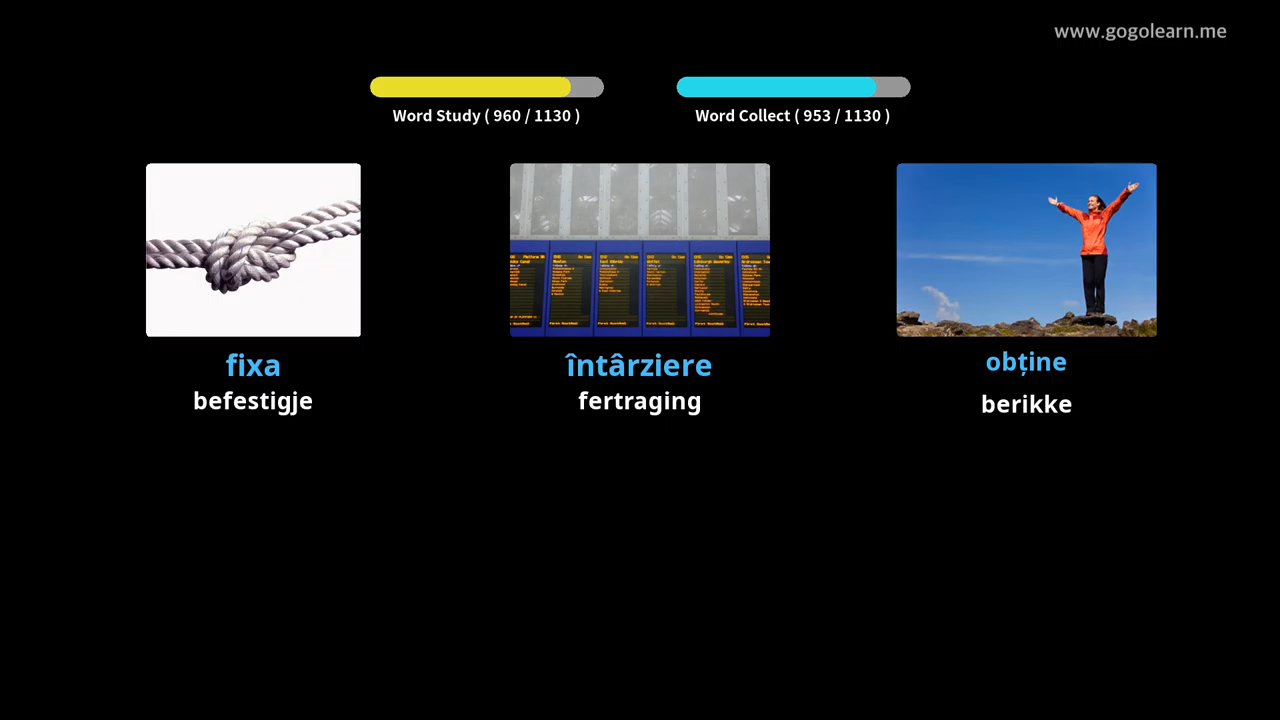 www.gogolearn.me
Word Study ( 960 / 1130 )
Word Collect ( 953 / 1130 )
fixa
întârziere
obține
befestigje
fertraging
berikke